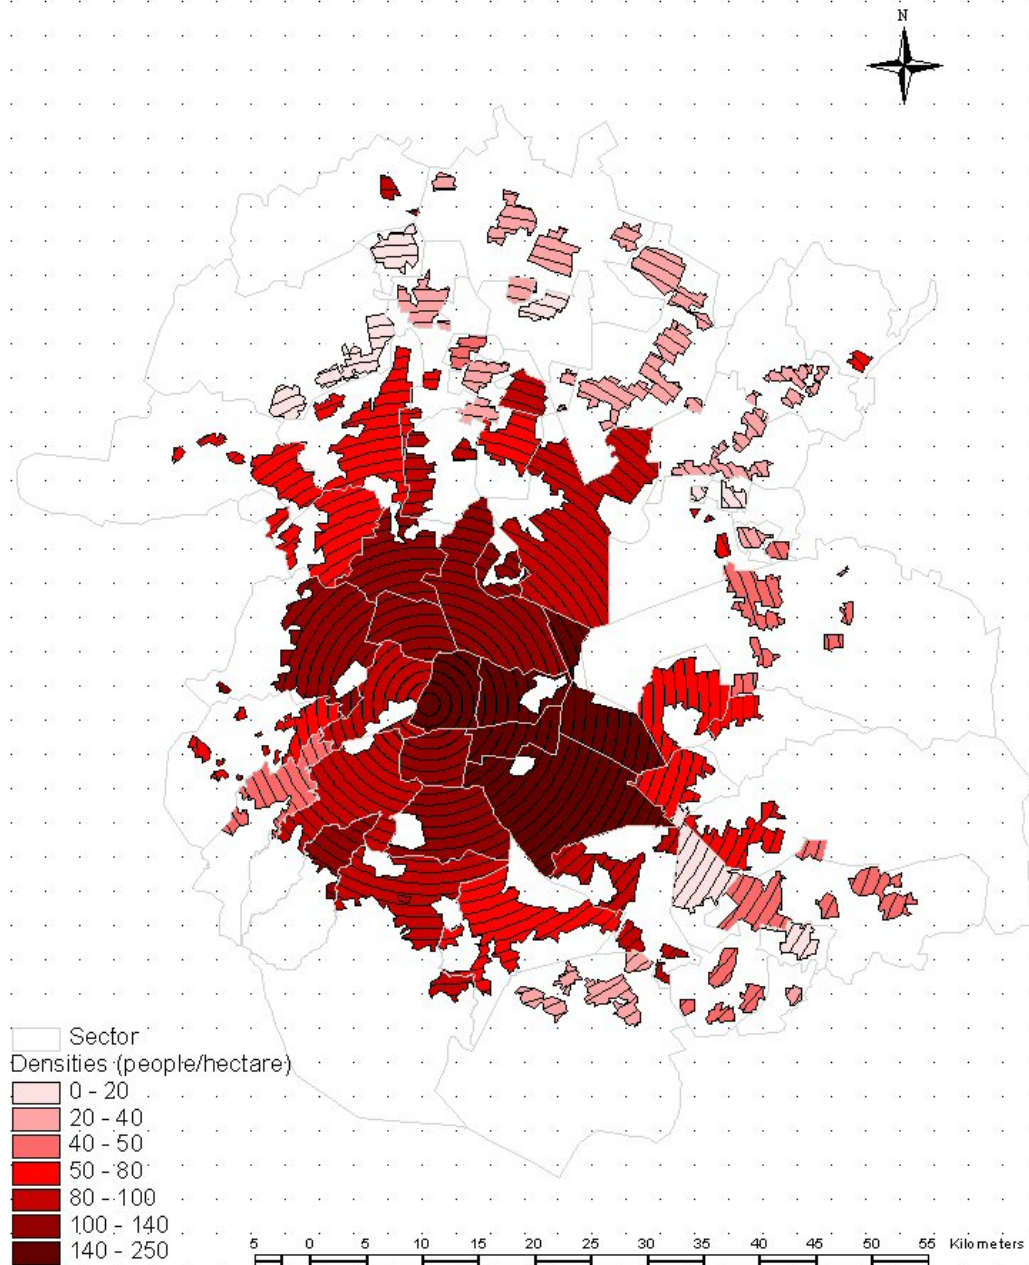 N
Sector
Densities (people/hectare)
0 - 20
20 - 40
40 - 50
50 - 80
80 - 100
100 - 140
140 - 250
5 0 5 10 15 20 25 30 35 40 45 50 55 Kilometers